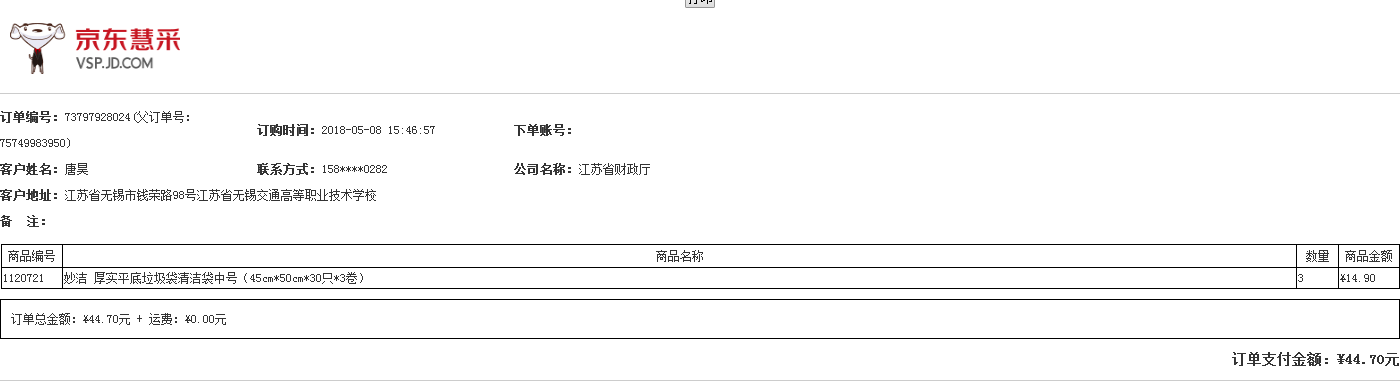 京东慧采
VSP.JD.COM
订单编号：73797928024(父订单号：
75749983950)
订购时间：2018-05-08 15:46:57
下单账号：
客户姓名：唐昊
联系方式：158****0282
公司名称：江苏省财政厅
客户地址：江苏省无锡市钱荣路98号江苏省无锡交通高等职业技术学校
备 注：
商品编号 商品名称 数量 商品金额
1120721 妙洁 厚实平底垃圾袋清洁袋中号（45cm*50cm*30只*3卷） 3 ¥14.90
订单总金额：¥44.70元 + 运费：¥0.00元
订单支付金额：¥44.70元